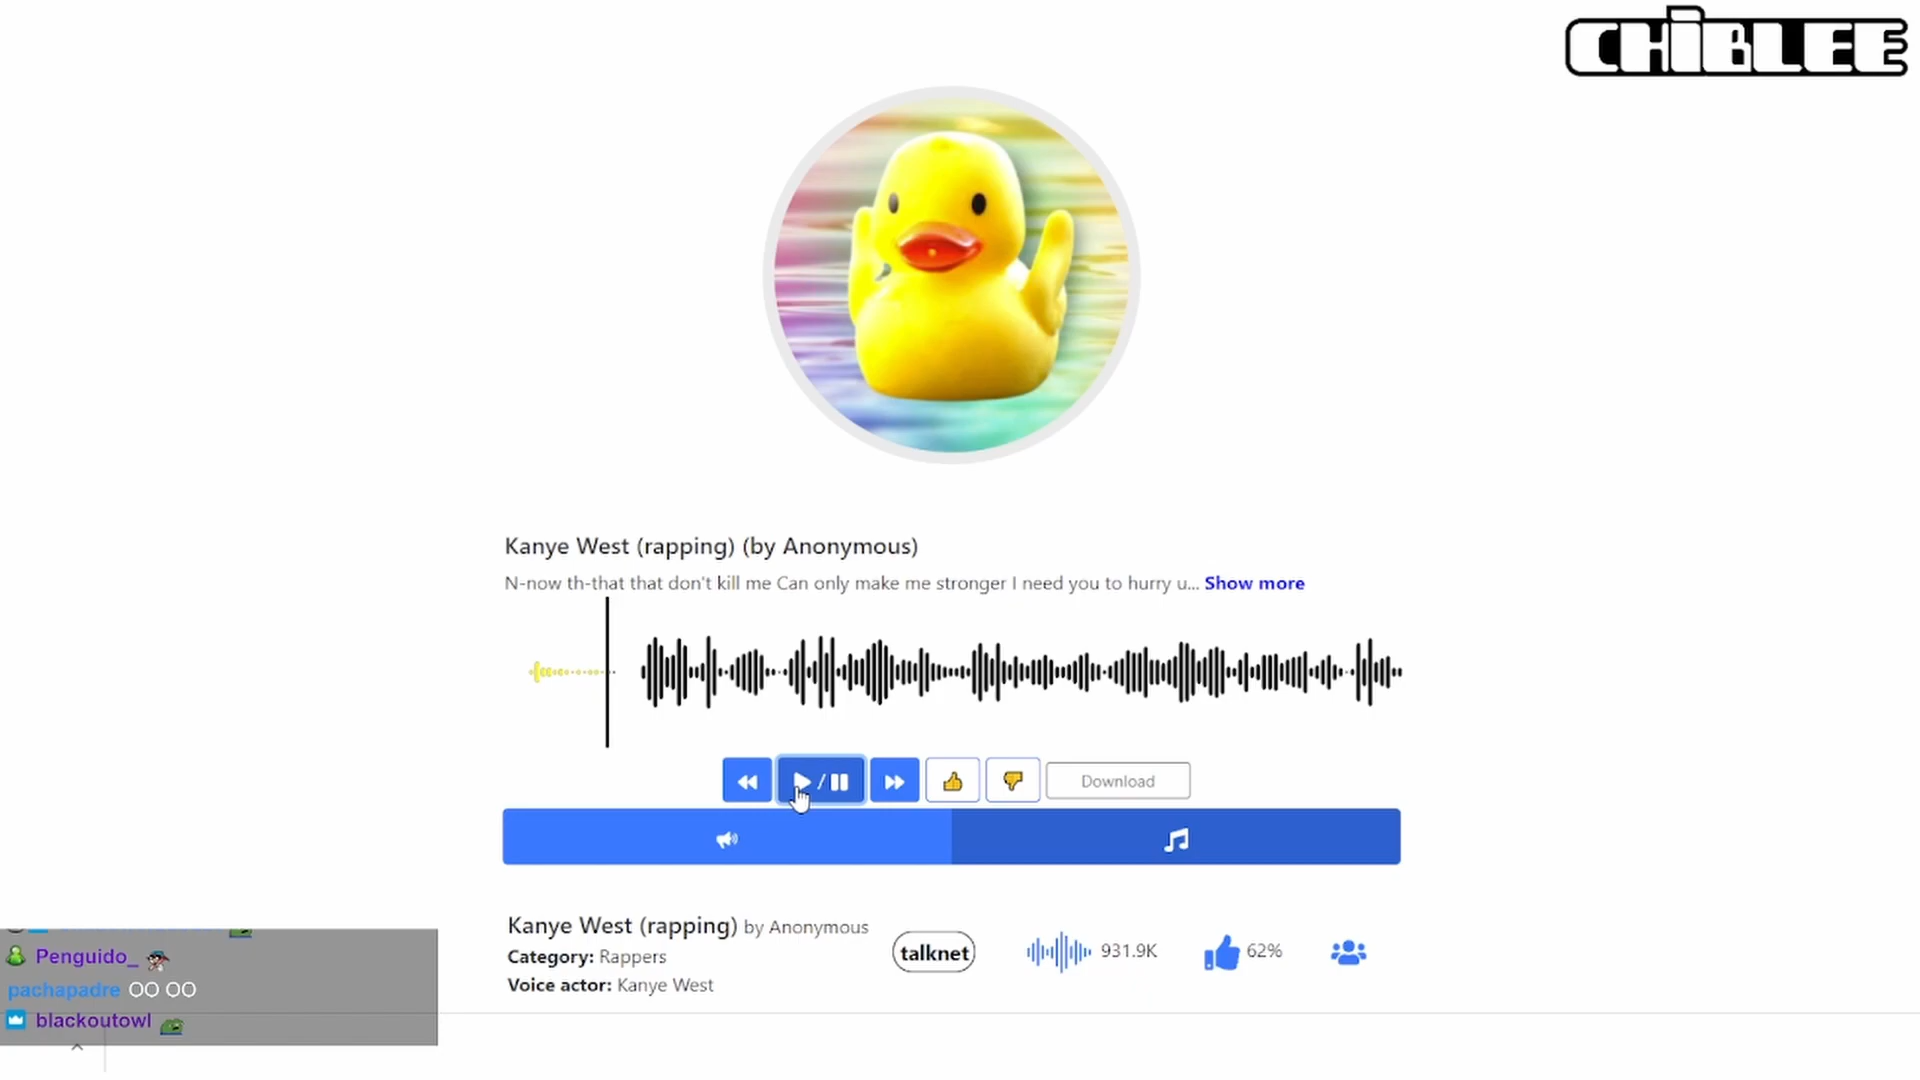 CHIBLEE
Kanye West (rapping) (by Anonymous)
N-now th-that that don't kill me Can only make me stronger I need you to hurry u... Show more
/
Download
Kanye West (rapping) by Anonymous
Category: Rappers
Voice actor: Kanye West
talknet
931.9K
62%
Penguido_
pachapadre OO OO
blackoutowl